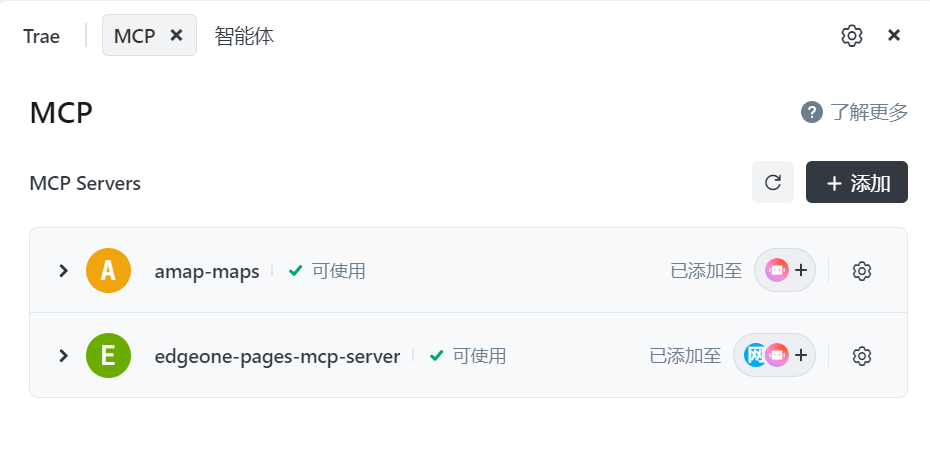 Trae MCP 智能体
MCP
? 了解更多
MCP Servers
+ 添加
A amap-maps 可使用 已添加至 +
E edgeone-pages-mcp-server 可使用 已添加至 网 +